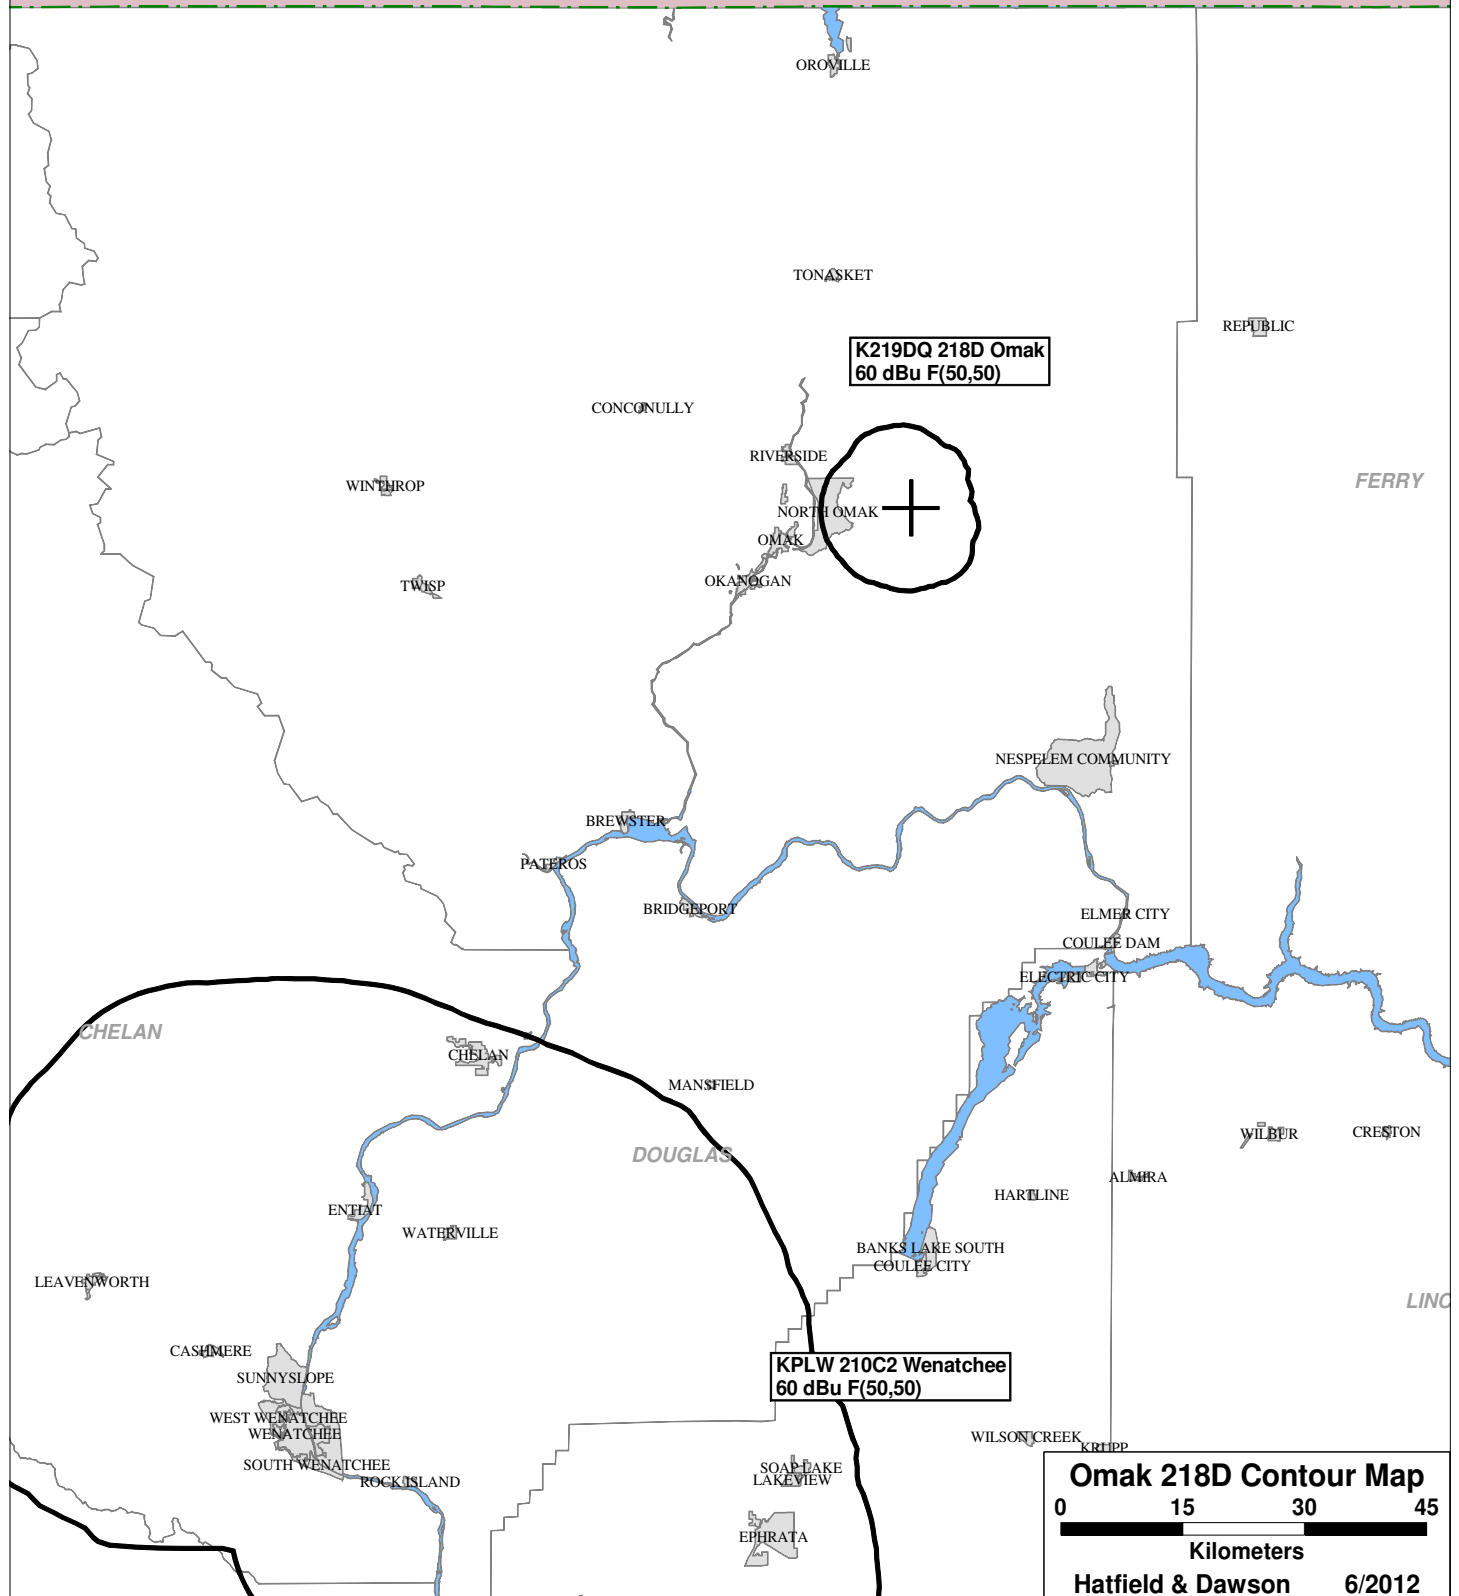 OROVILLE
TONASKET
REPUBLIC
K219DQ 218D Omak
60 dBu F(50,50)
CONCONULLY
RIVERSIDE
FERRY
WINTHROP
NORTH OMAK
OMAK
OKANOGAN
TWISP
NESPELEM COMMUNITY
BREWSTER
PATEROS
BRIDGEPORT
ELMER CITY
COULEE DAM
ELECTRIC CITY
CHELAN
CHELAN
MANSFIELD
WILBUR
CRESTON
DOUGLAS
ALMIRA
HARTLINE
ENTIAT
WATERVILLE
BANKS LAKE SOUTH
COULEE CITY
LEAVENWORTH
LINC
CASHMERE
SUNNYSLOPE
KPLW 210C2 Wenatchee
60 dBu F(50,50)
WEST WENATCHEE
WENATCHEE
WILSON CREEK
KRUPP
SOUTH WENATCHEE
SOAP LAKE
LAKEVIEW
ROCK ISLAND
EPHRATA
Omak 218D Contour Map
0 15 30 45
Kilometers
Hatfield & Dawson 6/2012